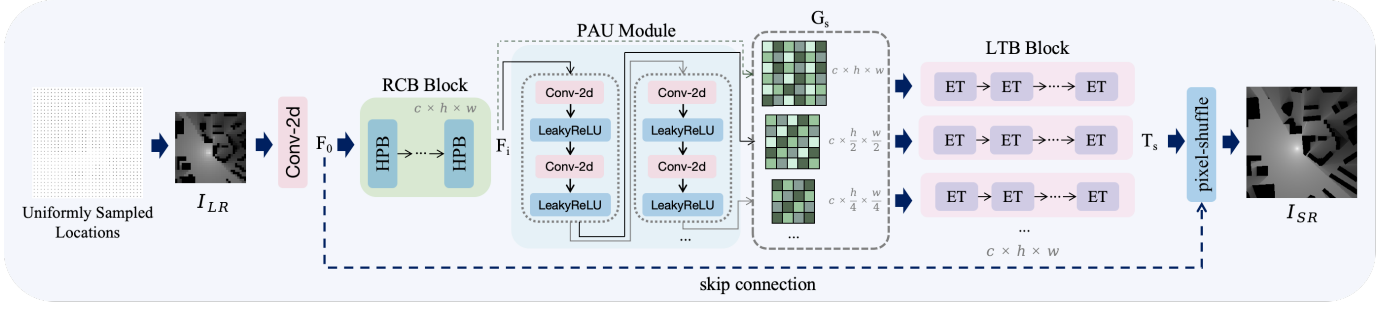 Uniformly Sampled
Locations
I_LR
Conv-2d
F_0
RCB Block
c × h × w
HPB
...
HPB
F_i
PAU Module
Conv-2d
LeakyReLU
Conv-2d
LeakyReLU
Conv-2d
LeakyReLU
Conv-2d
LeakyReLU
...
G_s
c × h × w
c × h/2 × w/2
c × h/4 × w/4
...
LTB Block
ET ET ... ET
ET ET ... ET
ET ET ... ET
...
c × h × w
T_s
pixel-shuffle
I_SR
skip connection